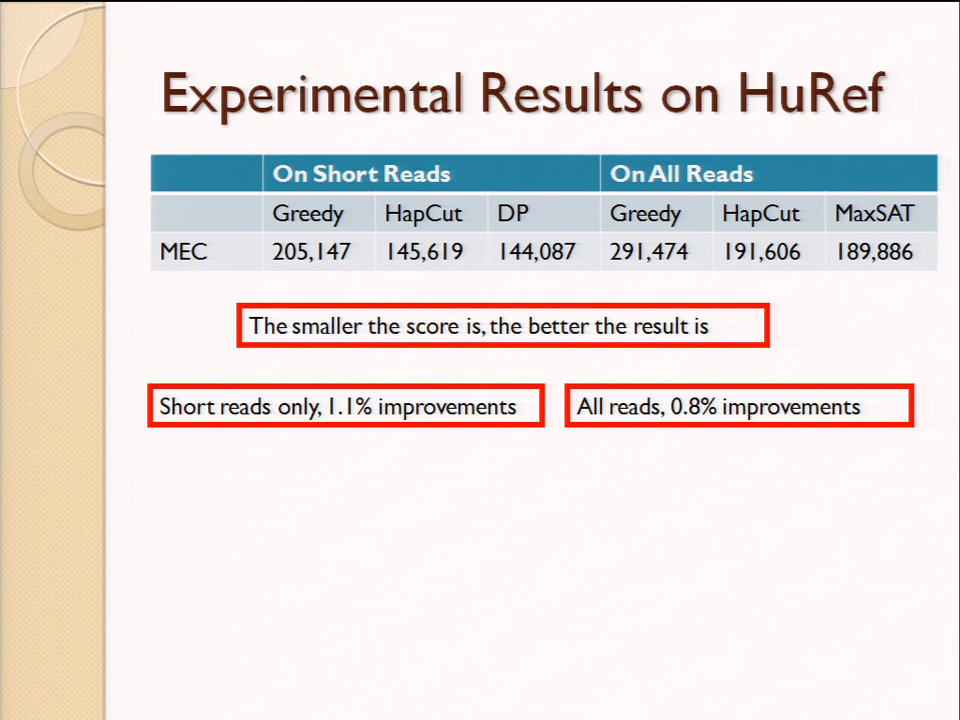 Experimental Results on HuRef
On Short Reads On All Reads
Greedy HapCut DP Greedy HapCut MaxSAT
MEC 205,147 145,619 144,087 291,474 191,606 189,886
The smaller the score is, the better the result is
Short reads only, 1.1% improvements All reads, 0.8% improvements